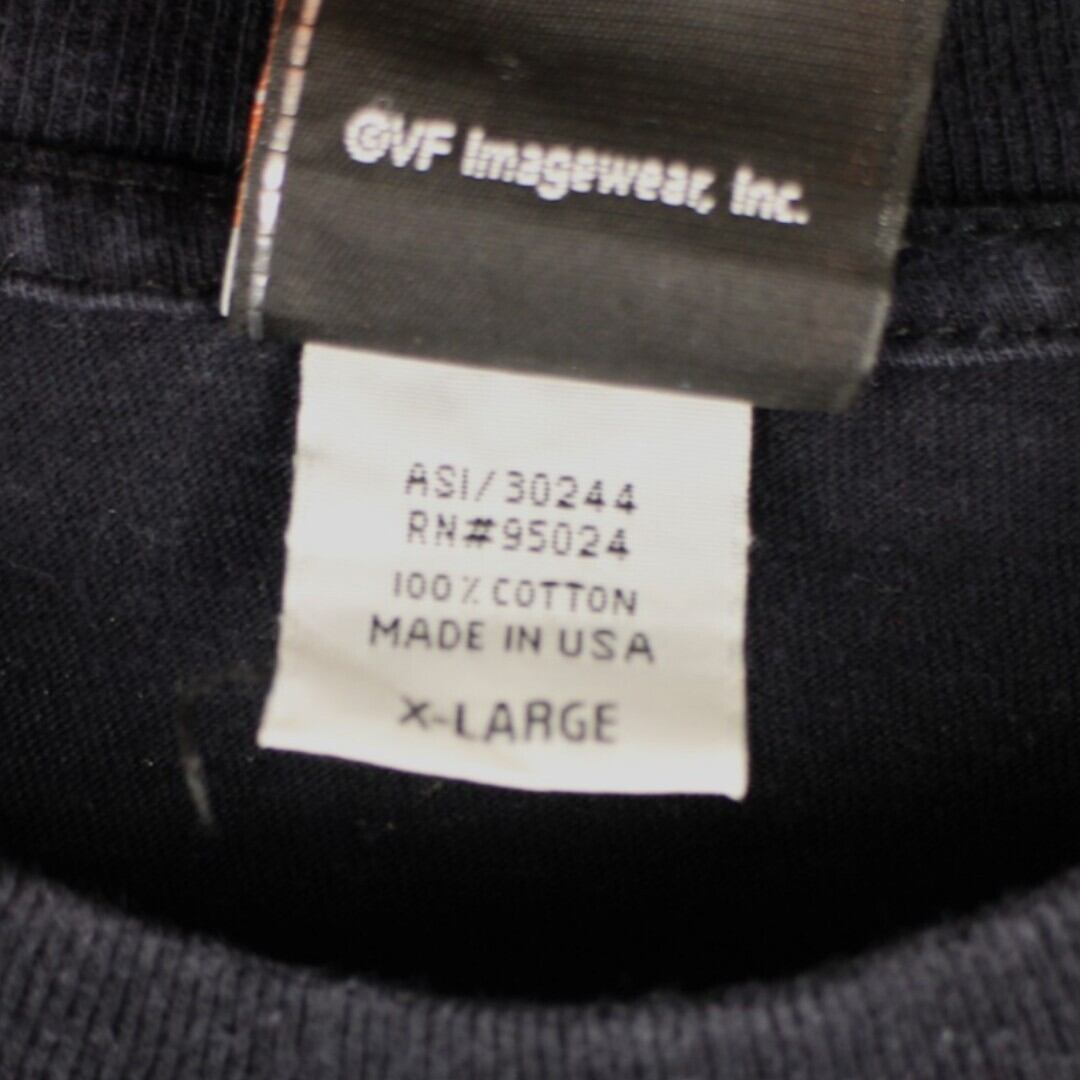 ©VF Imagewear, Inc.
ASI/30244
RN#95024
100% COTTON
MADE IN USA
X-LARGE